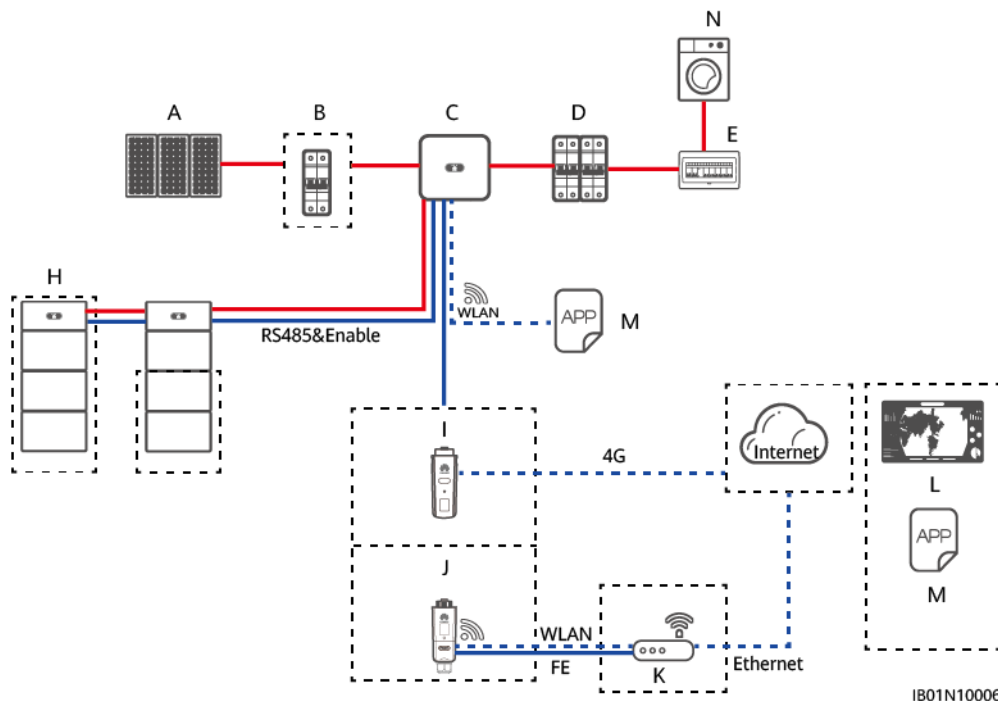 N
A
B
C
D
E
H
WLAN
APP
M
RS485&Enable
I
4G
Internet
L
APP
M
J
WLAN
FE
K
Ethernet
IB01N10006